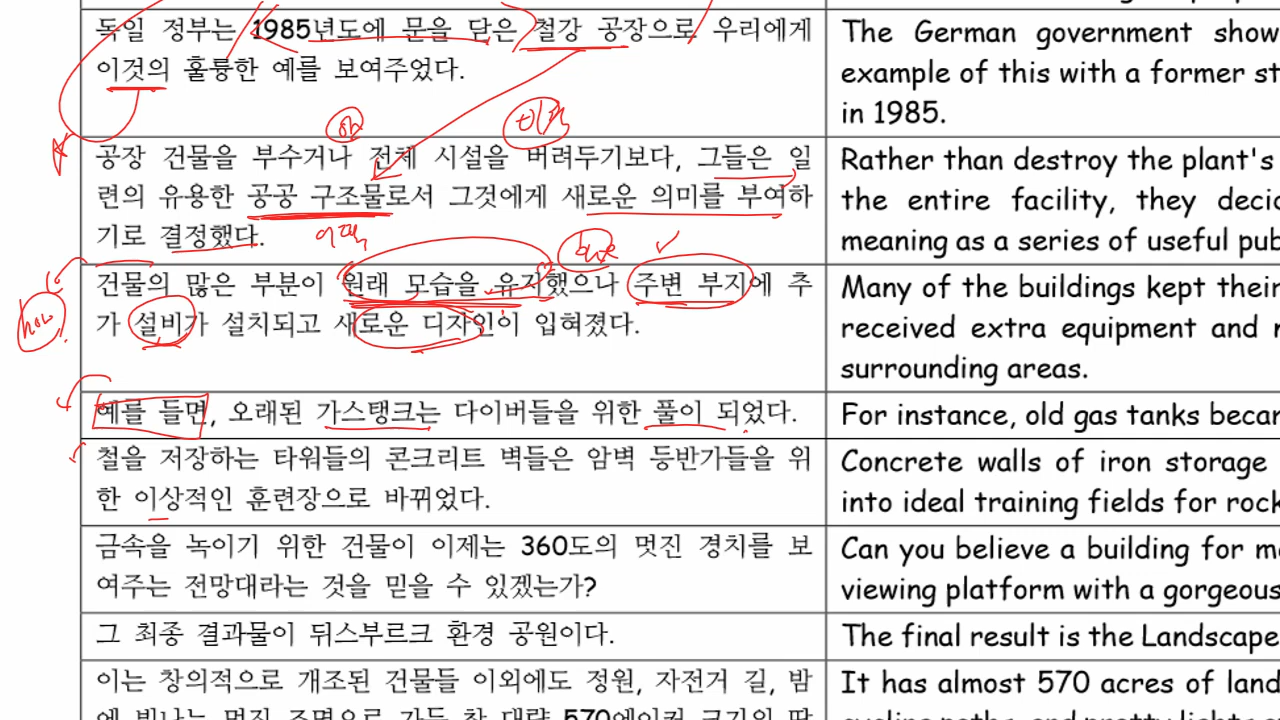 독일 정부는 1985년도에 문을 닫은 철강 공장으로 우리에게
이것의 훌륭한 예를 보여주었다.
The German government show
example of this with a former st
in 1985.
공장 건물을 부수거나 전체 시설을 버려두기보다, 그들은 일
련의 유용한 공공 구조물로서 그것에게 새로운 의미를 부여하
기로 결정했다.
Rather than destroy the plant's
the entire facility, they decid
meaning as a series of useful pub
건물의 많은 부분이 원래 모습을 유지했으나 주변 부지에 추
가 설비가 설치되고 새로운 디자인이 입혀졌다.
how
Many of the buildings kept their
received extra equipment and n
surrounding areas.
예를 들면, 오래된 가스탱크는 다이버들을 위한 풀이 되었다.
For instance, old gas tanks becam
철을 저장하는 타워들의 콘크리트 벽들은 암벽 등반가들을 위
한 이상적인 훈련장으로 바뀌었다.
Concrete walls of iron storage
into ideal training fields for rock
금속을 녹이기 위한 건물이 이제는 360도의 멋진 경치를 보
여주는 전망대라는 것을 믿을 수 있겠는가?
Can you believe a building for me
viewing platform with a gorgeous
그 최종 결과물이 뒤스부르크 환경 공원이다.
The final result is the Landscape
이는 창의적으로 개조된 건물들 이외에도 정원, 자전거 길, 밤
It has almost 570 acres of land